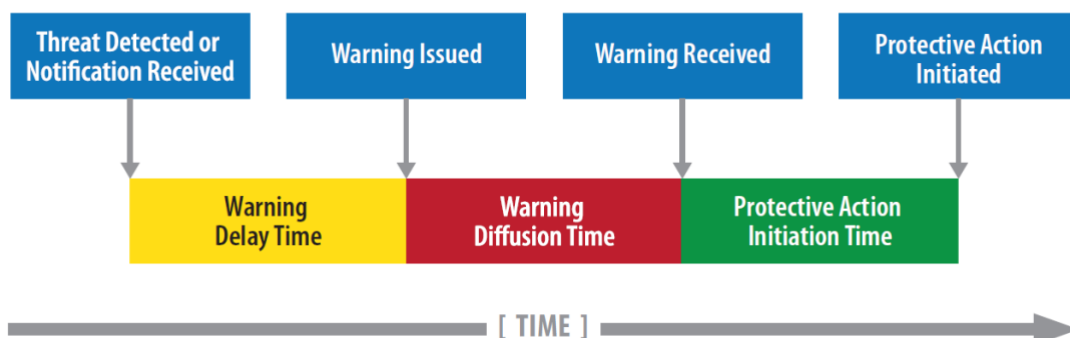 Threat Detected or
Notification Received
Warning Issued
Warning Received
Protective Action
Initiated
Warning
Delay Time
Warning
Diffusion Time
Protective Action
Initiation Time
[ TIME ]